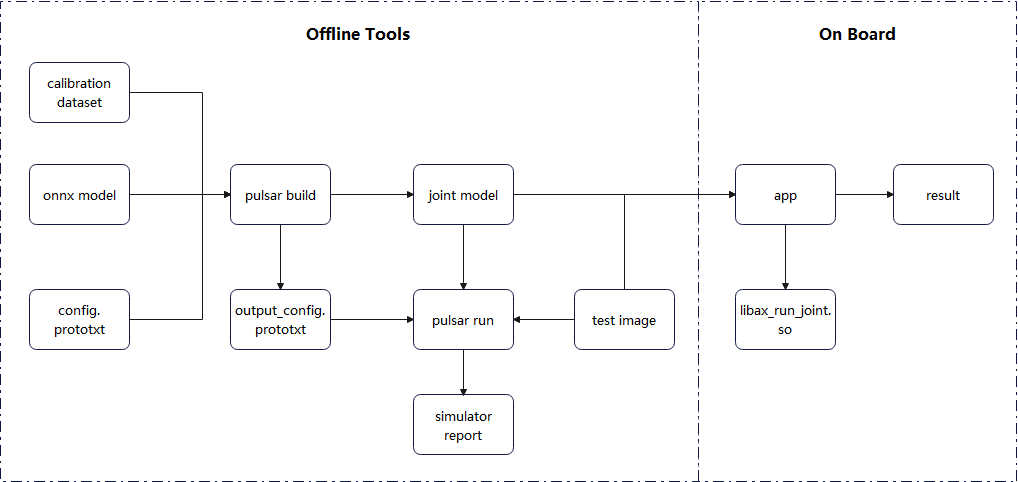 Offline Tools
On Board
calibration
dataset
onnx model
pulsar build
joint model
app
result
config.
prototxt
output_config.
prototxt
pulsar run
test image
libax_run_joint.
so
simulator
report